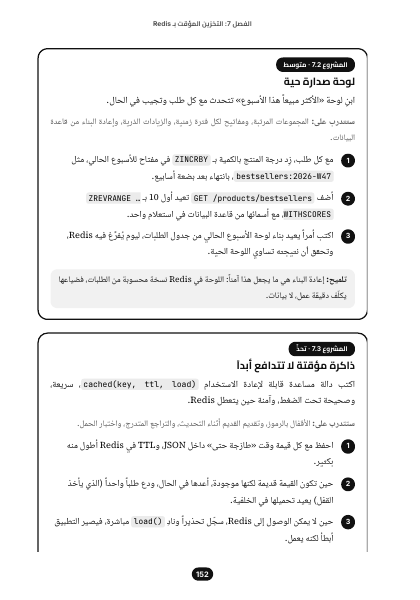 الفصل 7: التخزين المؤقت بـ Redis
المشروع 7.2 · متوسط
لوحة صدارة حية
ابنِ لوحة «الأكثر مبيعاً هذا الأسبوع» تتحدث مع كل طلب وتجيب في الحال.
ستتدرب على: المجموعات المرتبة، ومفاتيح لكل فترة زمنية، والزيادات الذرية، وإعادة البناء من قاعدة
البيانات.
1 مع كل طلب، زِد درجة المنتج بالكمية بـ ZINCRBY في مفتاح للأسبوع الحالي، مثل
bestsellers:2026-W47، بانتهاء بعد بضعة أسابيع.
2 أضف GET /products/bestsellers تعيد أول 10 بـ ZREVRANGE …
WITHSCORES، مع أسمائها من قاعدة البيانات في استعلام واحد.
3 اكتب أمراً يعيد بناء لوحة الأسبوع الحالي من جدول الطلبات، ليوم يُفرَّغ فيه Redis،
وتحقق أن نتيجته تساوي اللوحة الحية.
تلميح: إعادة البناء هي ما يجعل هذا آمناً: اللوحة في Redis نسخة محسوبة من الطلبات، فضياعها
يكلّف دقيقة عمل، لا بيانات.
المشروع 7.3 · تحدٍّ
ذاكرة مؤقتة لا تتدافع أبداً
اكتب دالة مساعدة قابلة لإعادة الاستخدام cached(key, ttl, load)، سريعة،
وصحيحة تحت الضغط، وآمنة حين يتعطل Redis.
ستتدرب على: الأقفال بالرموز، وتقديم القديم أثناء التحديث، والتراجع المتدرج، واختبار الحمل.
1 احفظ مع كل قيمة وقت «طازجة حتى» داخل JSON، وTTL في Redis أطول منه
بكثير.
2 حين تكون القيمة قديمة لكنها موجودة، أعدها في الحال، ودع طلباً واحداً (الذي يأخذ
القفل) يعيد تحميلها في الخلفية.
3 حين لا يمكن الوصول إلى Redis، سجّل تحذيراً ونادِ load() مباشرة، فيصير التطبيق
أبطأ لكنه يعمل.
152